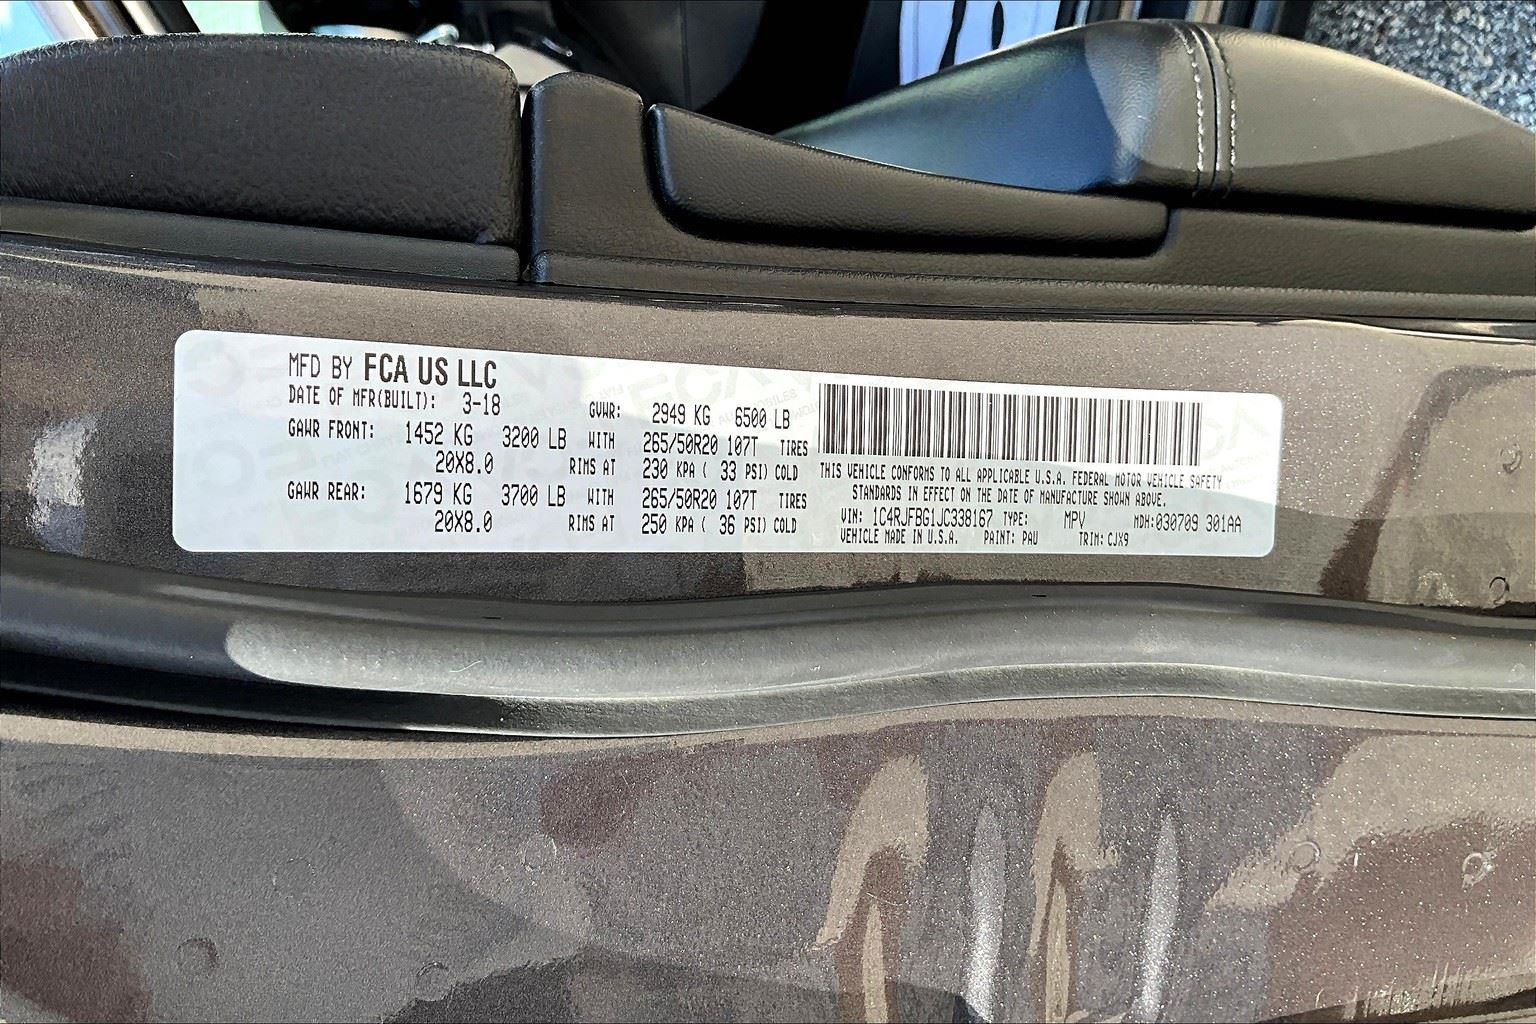 MFD BY FCA US LLC
DATE OF MFR(BUILT): 3-18 GVWR: 2949 KG 6500 LB
GAWR FRONT: 1452 KG 3200 LB WITH 265/50R20 107T TIRES
20X8.0 RIMS AT 230 KPA ( 33 PSI) COLD
GAWR REAR: 1679 KG 3700 LB WITH 265/50R20 107T TIRES
20X8.0 RIMS AT 250 KPA ( 36 PSI) COLD
THIS VEHICLE CONFORMS TO ALL APPLICABLE U.S.A. FEDERAL MOTOR VEHICLE SAFETY
STANDARDS IN EFFECT ON THE DATE OF MANUFACTURE SHOWN ABOVE.
VIN: 1C4RJFBG1JC338167 TYPE: MPV MDH:030709 301AA
VEHICLE MADE IN U.S.A. PAINT: PAU TRIM: CJX9